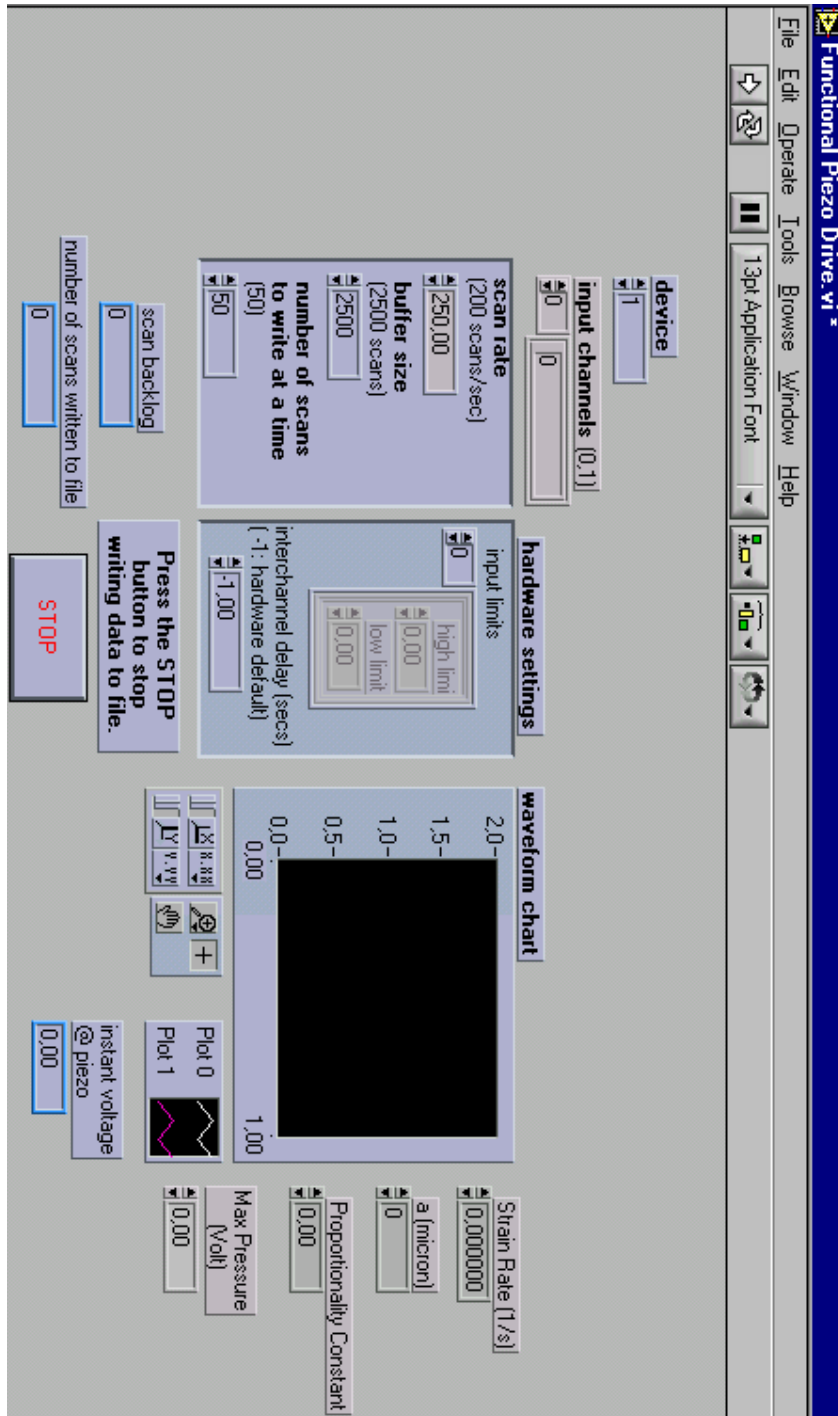 Functional Piezo Drive.vi *
File Edit Operate Tools Browse Window Help
13pt Application Font
device
1
input channels (0,1)
0
0
scan rate
(200 scans/sec)
250,00
buffer size
(2500 scans)
2500
number of scans
to write at a time
(50)
50
scan backlog
0
number of scans written to file
0
hardware settings
input limits
0
high limi
0,00
low limit
0,00
interchannel delay (secs)
( -1: hardware default)
-1,00
Press the STOP
button to stop
writing data to file.
STOP
waveform chart
2,0
1,5
1,0
0,5
0,0
0,00
1,00
X X.XX
Y Y.YY
Plot 0
Plot 1
instant voltage
@ piezo
0,00
Strain Rate (1/s)
0,000000
a (micron)
0
Proportionality Constant
0,00
Max Pressure
(Volt)
0,00